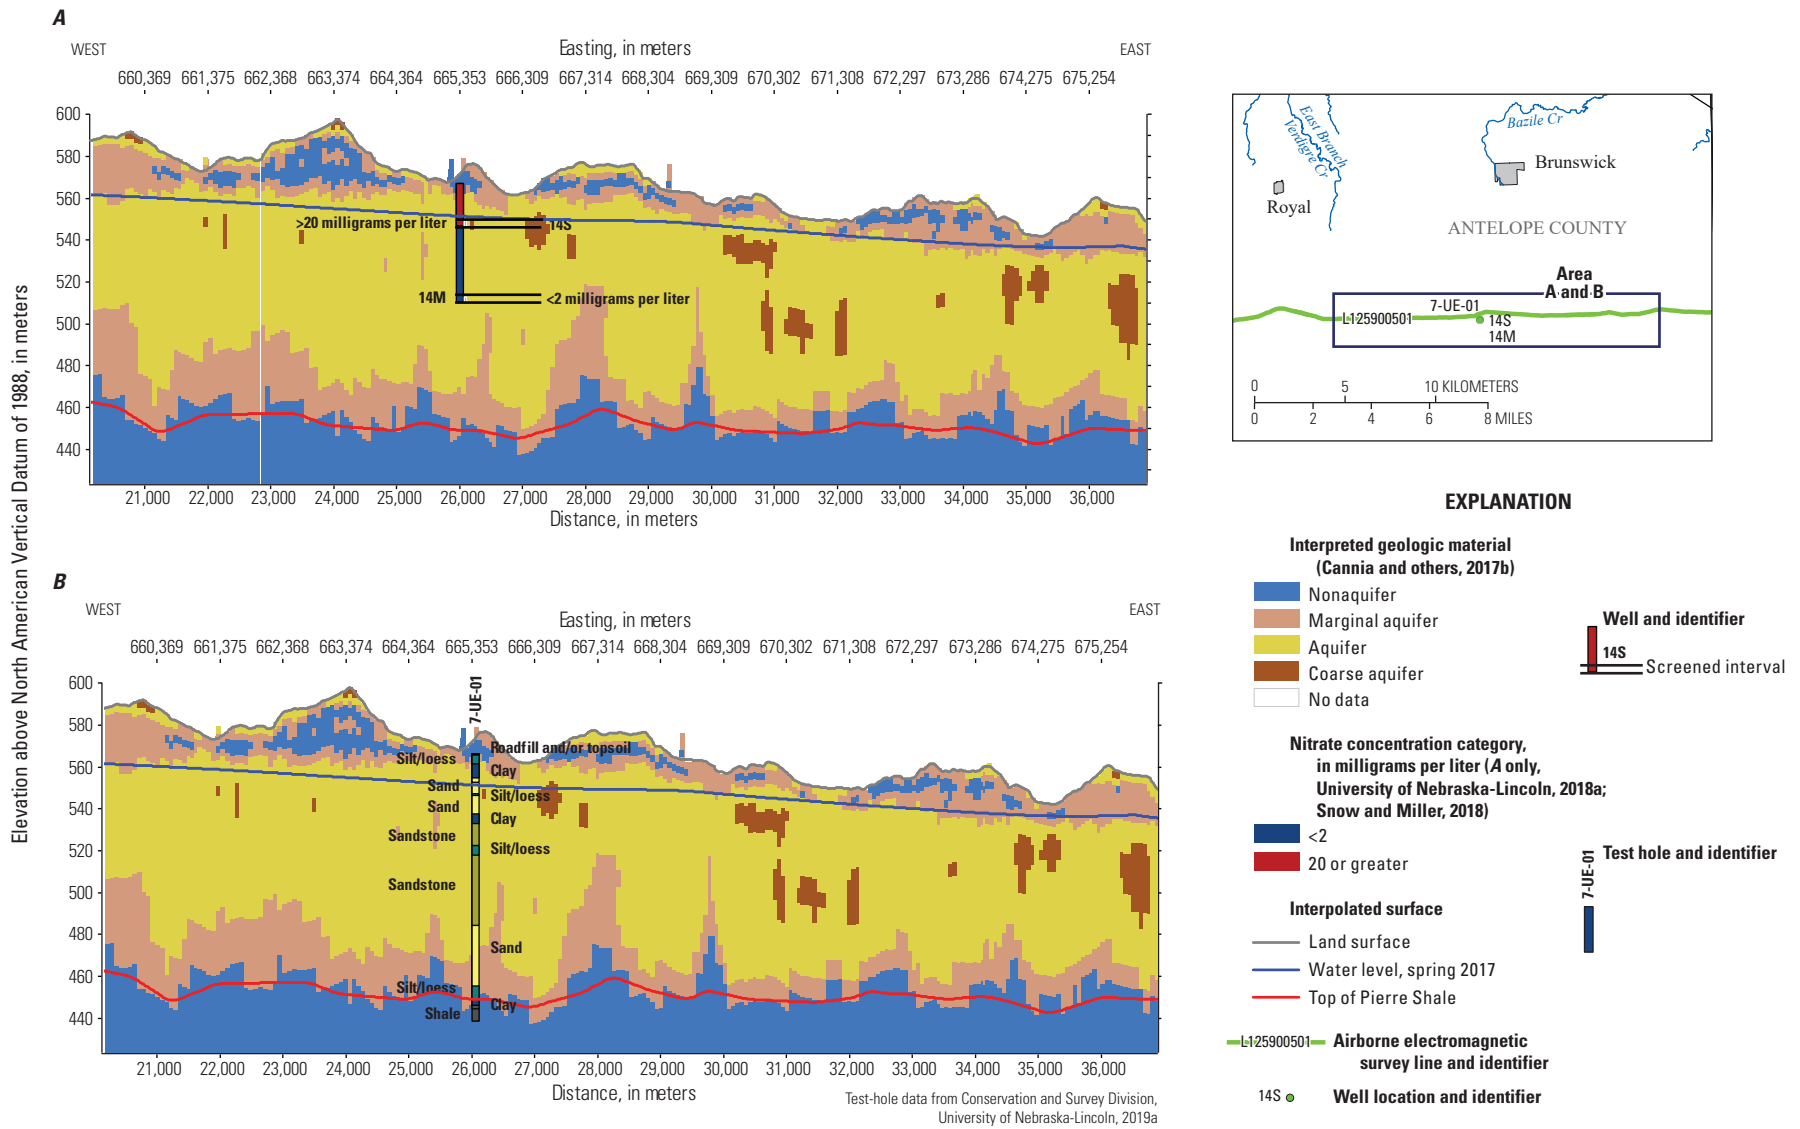 A
WEST
Easting, in meters
EAST
660,369 661,375 662,368 663,374 664,364 665,353 666,309 667,314 668,304 669,309 670,302 671,308 672,297 673,286 674,275 675,254
Elevation above North American Vertical Datum of 1988, in meters
600
580
560
540
520
500
480
460
440
>20 milligrams per liter
14S
14M
<2 milligrams per liter
21,000 22,000 23,000 24,000 25,000 26,000 27,000 28,000 29,000 30,000 31,000 32,000 33,000 34,000 35,000 36,000
Distance, in meters
B
WEST
Easting, in meters
EAST
660,369 661,375 662,368 663,374 664,364 665,353 666,309 667,314 668,304 669,309 670,302 671,308 672,297 673,286 674,275 675,254
600
580
560
540
520
500
480
460
440
7-UE-01
Roadfill and/or topsoil
Silt/loess
Clay
Sand
Silt/loess
Sand
Clay
Sandstone
Silt/loess
Sandstone
Sand
Silt/loess
Clay
Shale
21,000 22,000 23,000 24,000 25,000 26,000 27,000 28,000 29,000 30,000 31,000 32,000 33,000 34,000 35,000 36,000
Distance, in meters
Test-hole data from Conservation and Survey Division,
University of Nebraska-Lincoln, 2019a
East Branch
Verdigre Cr
Bazile Cr
Brunswick
Royal
ANTELOPE COUNTY
Area
A and B
7-UE-01
L125900501
14S
14M
0 5 10 KILOMETERS
0 2 4 6 8 MILES
EXPLANATION
Interpreted geologic material
(Cannia and others, 2017b)
Nonaquifer
Marginal aquifer
Aquifer
Coarse aquifer
No data
Nitrate concentration category,
in milligrams per liter (A only,
University of Nebraska-Lincoln, 2018a;
Snow and Miller, 2018)
<2
20 or greater
Interpolated surface
Land surface
Water level, spring 2017
Top of Pierre Shale
L125900501
Airborne electromagnetic
survey line and identifier
14S
Well location and identifier
Well and identifier
14S
Screened interval
Test hole and identifier
7-UE-01